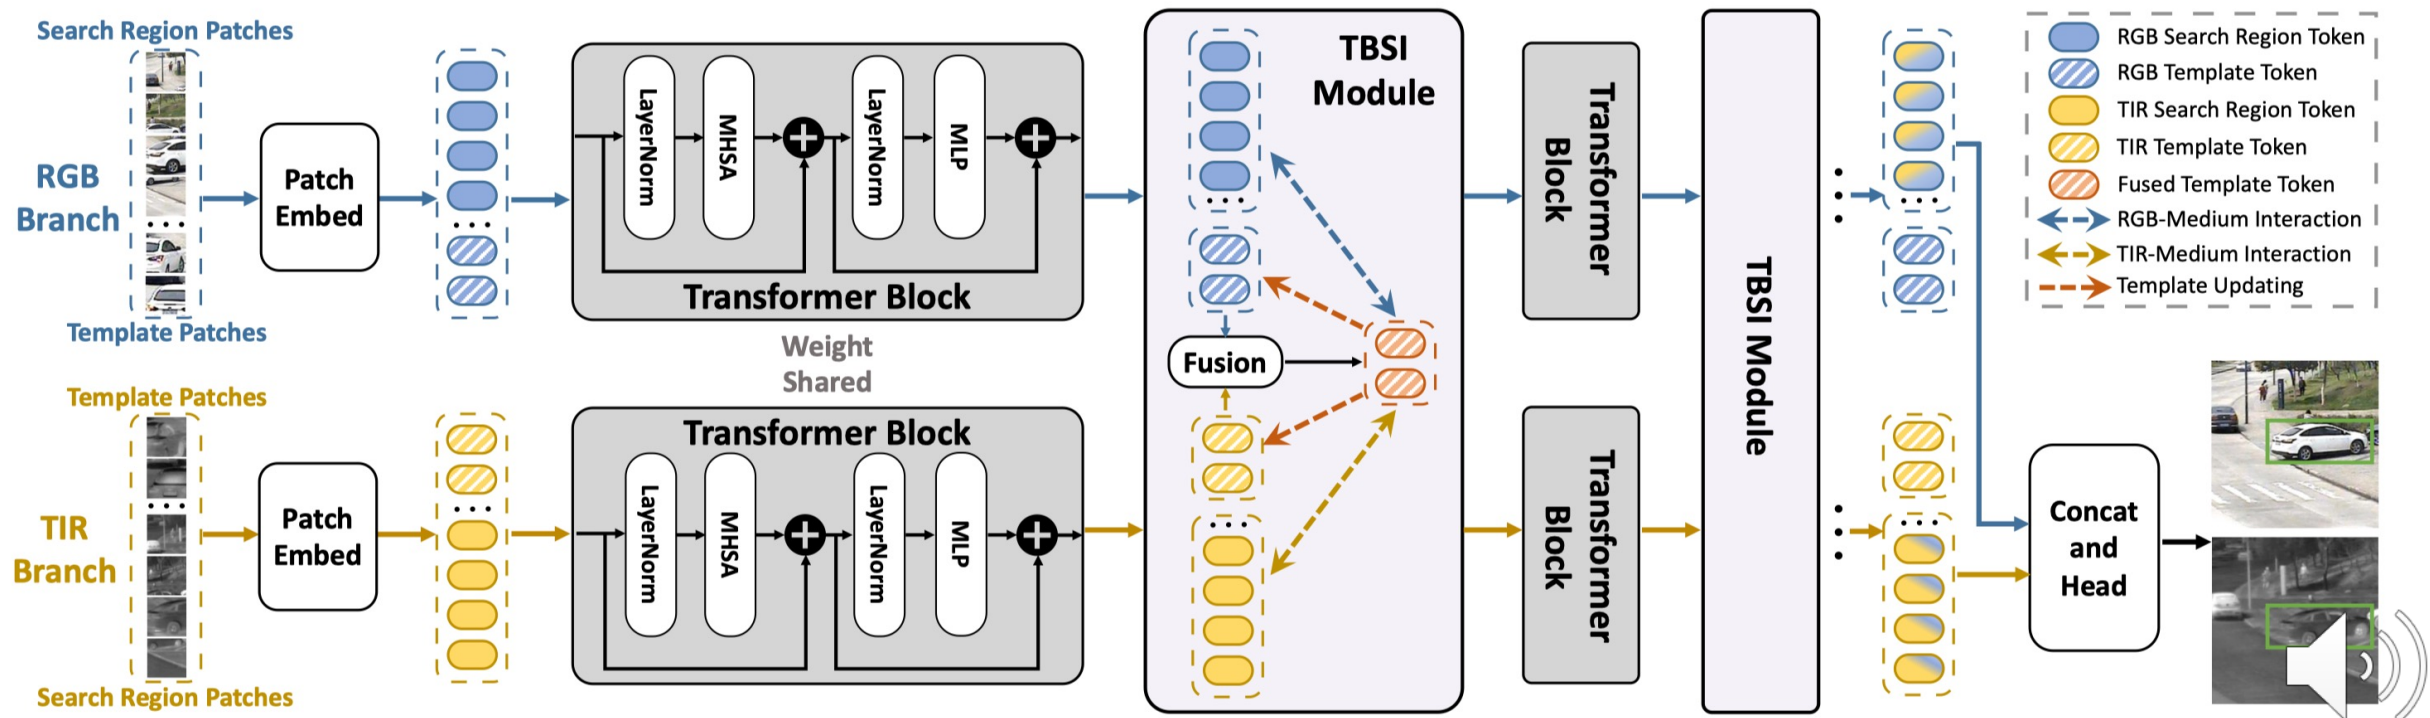 Search Region Patches
RGB
Branch
Template Patches
Patch
Embed
LayerNorm
MHSA
LayerNorm
MLP
Transformer Block
Weight
Shared
Template Patches
TIR
Branch
Search Region Patches
Patch
Embed
Transformer Block
LayerNorm
MHSA
LayerNorm
MLP
TBSI
Module
Fusion
Transformer
Block
Transformer
Block
TBSI Module
RGB Search Region Token
RGB Template Token
TIR Search Region Token
TIR Template Token
Fused Template Token
RGB-Medium Interaction
TIR-Medium Interaction
Template Updating
Concat
and
Head